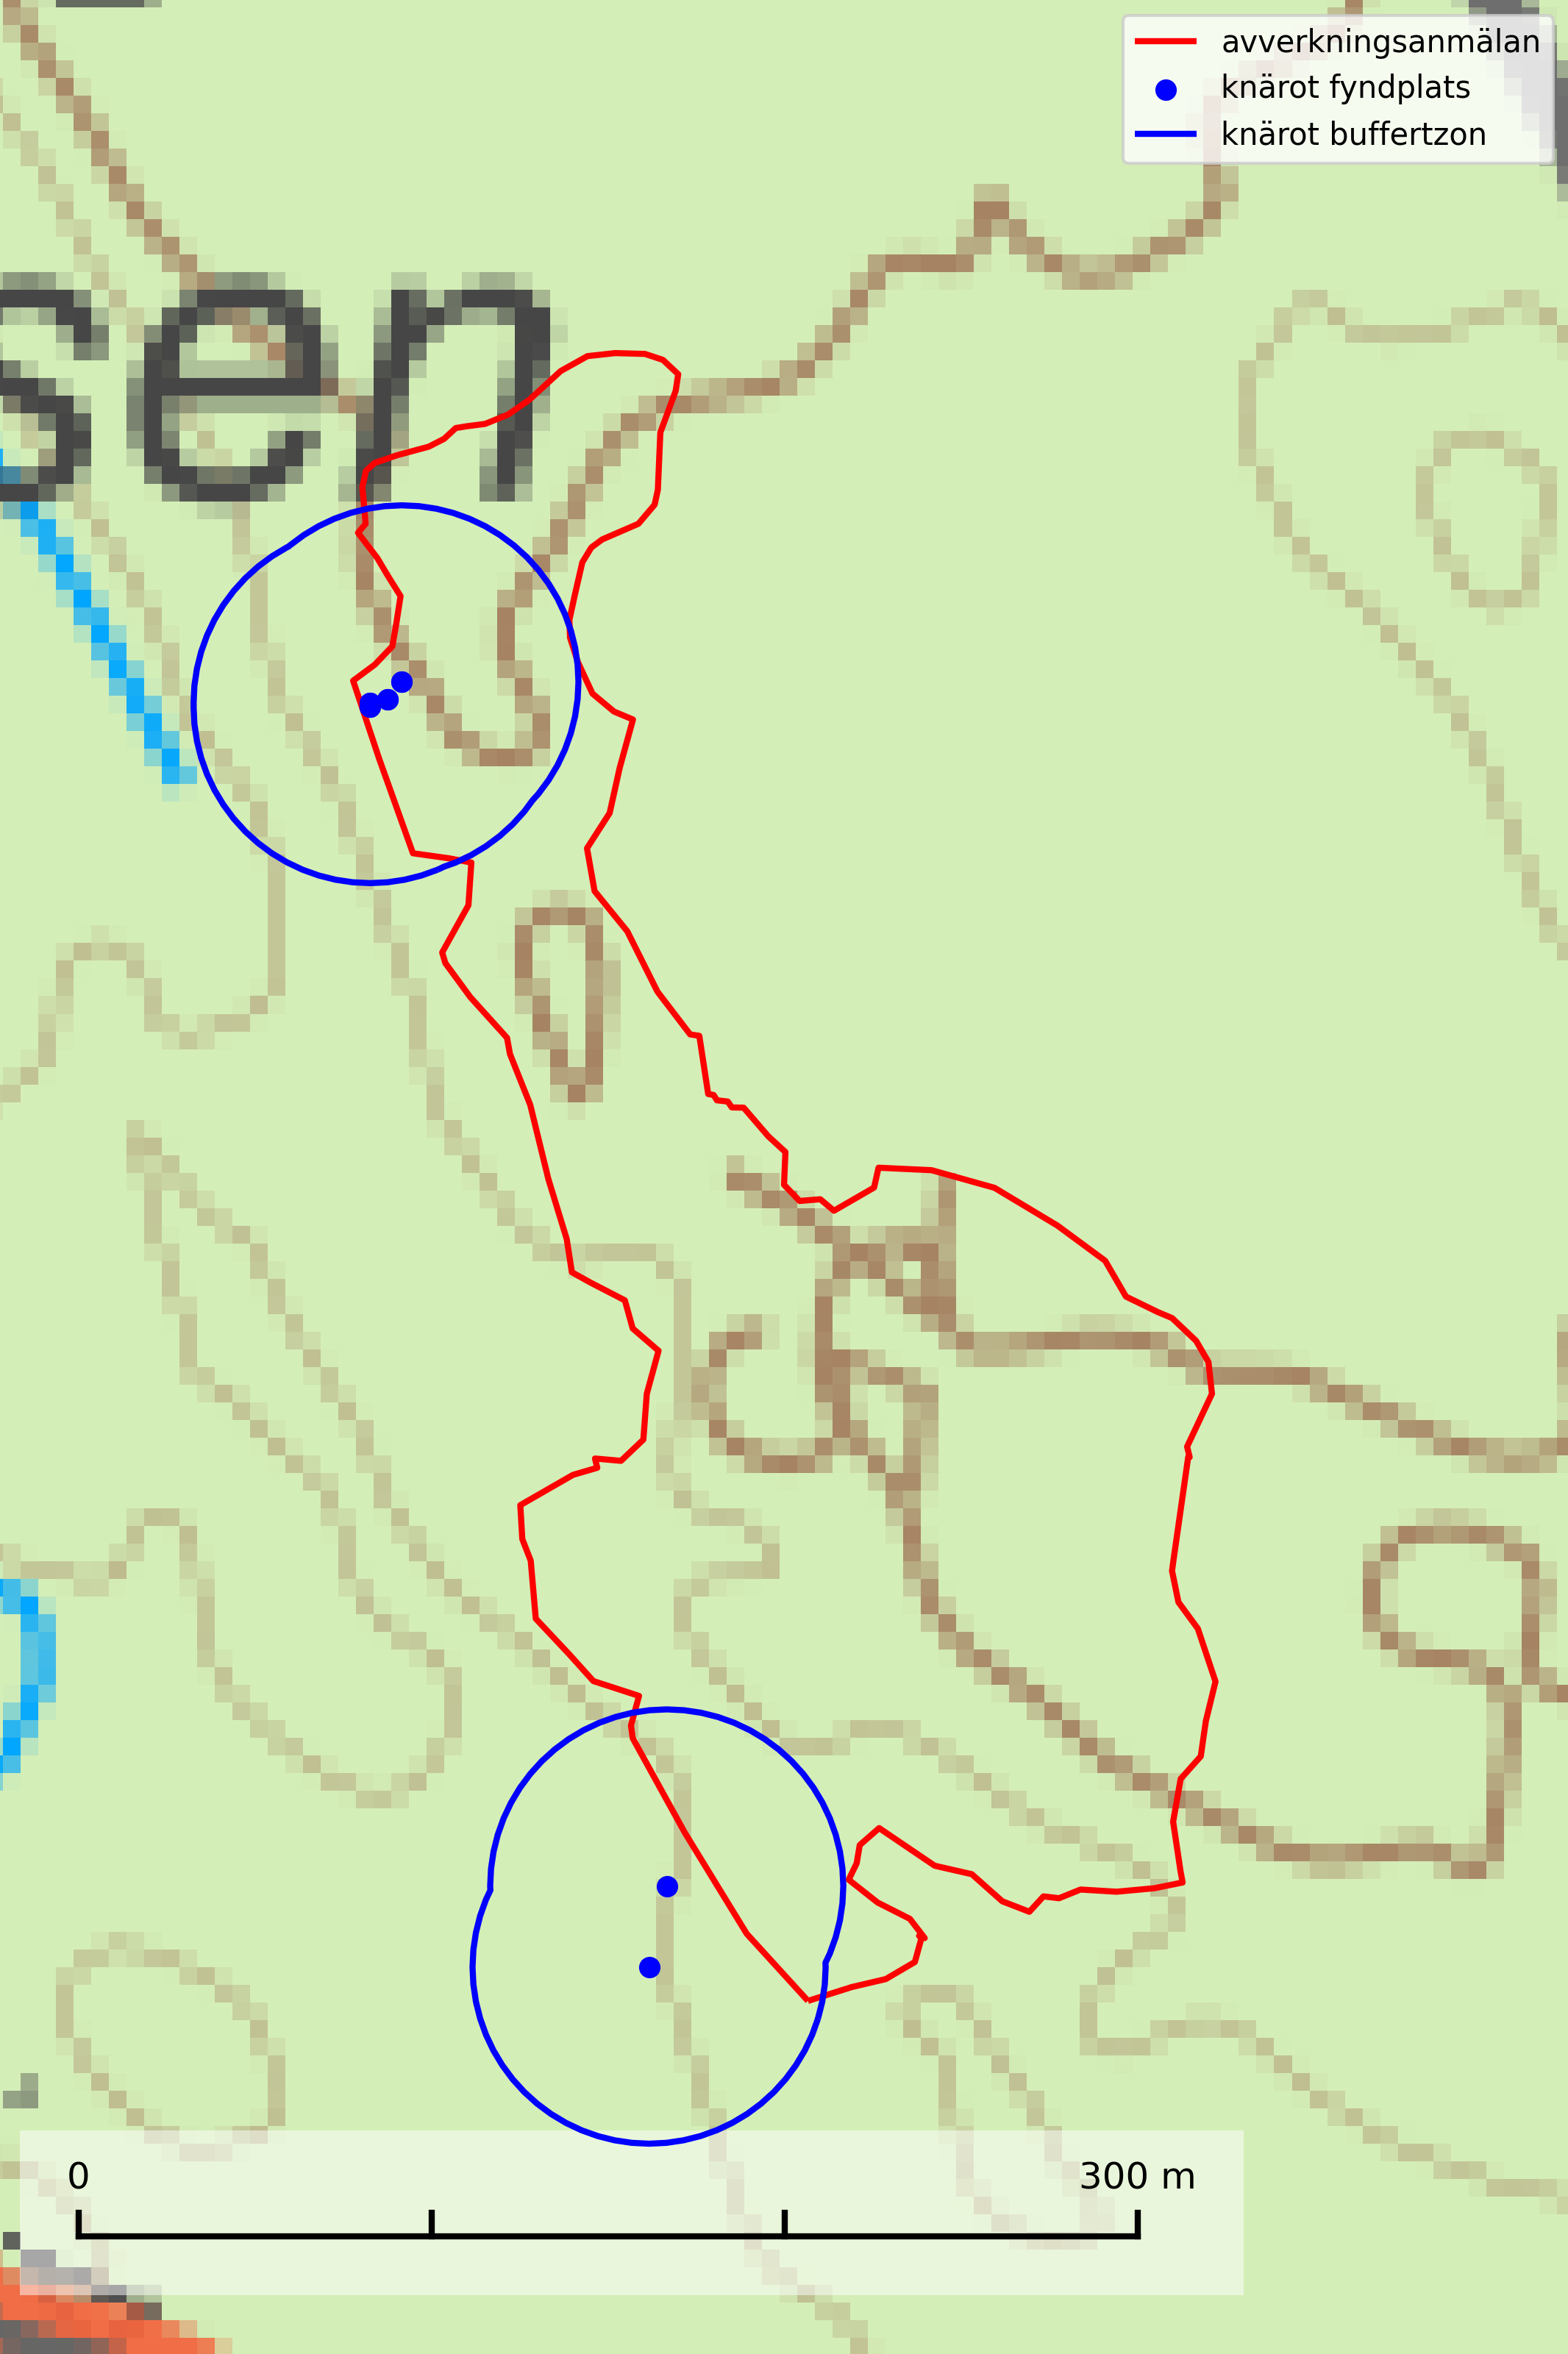 avverkningsanmälan
knärot fyndplats
knärot buffertzon
sen
0 300 m